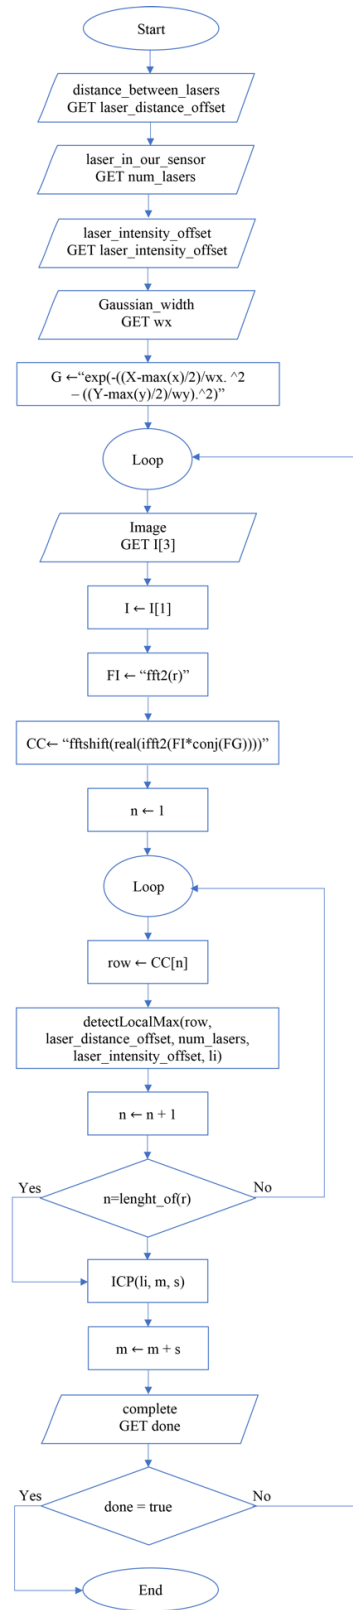 Start
distance_between_lasers
GET laser_distance_offset
laser_in_our_sensor
GET num_lasers
laser_intensity_offset
GET laser_intensity_offset
Gaussian_width
GET wx
G ←“exp(-((X-max(x)/2)/wx. ^2
– ((Y-max(y)/2)/wy).^2)”
Loop
Image
GET I[3]
I ← I[1]
FI ← “fft2(r)”
CC← “fftshift(real(ifft2(FI*conj(FG))))”
n ← 1
Loop
row ← CC[n]
detectLocalMax(row,
laser_distance_offset, num_lasers,
laser_intensity_offset, li)
n ← n + 1
Yes
No
n=lenght_of(r)
ICP(li, m, s)
m ← m + s
complete
GET done
Yes
No
done = true
End